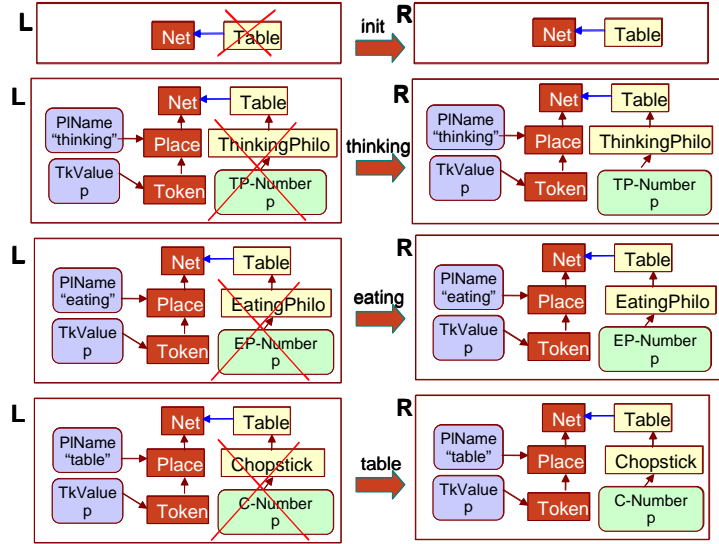 L
Net
Table
init
R
Net
Table
L
Net
Table
PlName
“thinking”
Place
ThinkingPhilo
TkValue
p
Token
TP-Number
p
thinking
R
Net
Table
PlName
“thinking”
Place
ThinkingPhilo
TkValue
p
Token
TP-Number
p
L
Net
Table
PlName
“eating”
Place
EatingPhilo
TkValue
p
Token
EP-Number
p
eating
R
Net
Table
PlName
“eating”
Place
EatingPhilo
TkValue
p
Token
EP-Number
p
L
Net
Table
PlName
“table”
Place
Chopstick
TkValue
p
Token
C-Number
p
table
R
Net
Table
PlName
“table”
Place
Chopstick
TkValue
p
Token
C-Number
p